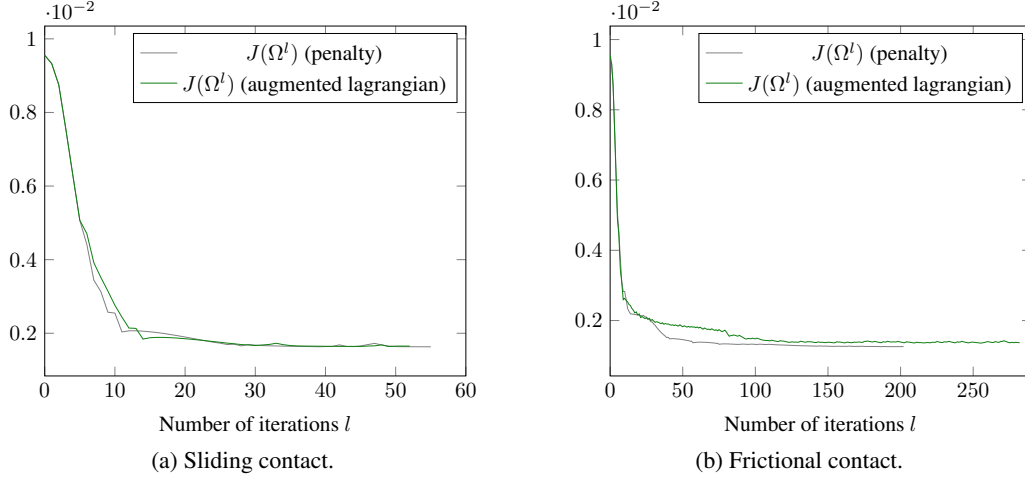 ·10⁻²
1
0.8
0.6
0.4
0.2
0 10 20 30 40 50 60
J(Ωˡ) (penalty)
J(Ωˡ) (augmented lagrangian)
Number of iterations l
(a) Sliding contact.
·10⁻²
1
0.8
0.6
0.4
0.2
0 50 100 150 200 250
J(Ωˡ) (penalty)
J(Ωˡ) (augmented lagrangian)
Number of iterations l
(b) Frictional contact.